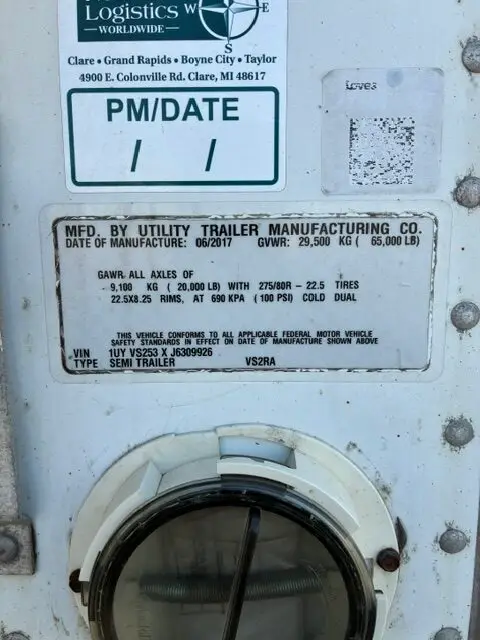 Logistics
WORLDWIDE
W E
S
Clare • Grand Rapids • Boyne City • Taylor
4900 E. Colonville Rd. Clare, MI 48617
PM/DATE
/ /
Loves
MFD. BY UTILITY TRAILER MANUFACTURING CO.
DATE OF MANUFACTURE: 06/2017 GVWR: 29,500 KG ( 65,000 LB)
GAWR ALL AXLES OF
9,100 KG ( 20,000 LB) WITH 275/80R - 22.5 TIRES
22.5X8.25 RIMS, AT 690 KPA (100 PSI) COLD DUAL
THIS VEHICLE CONFORMS TO ALL APPLICABLE FEDERAL MOTOR VEHICLE
SAFETY STANDARDS IN EFFECT ON DATE OF MANUFACTURE SHOWN ABOVE
VIN 1UY VS253 X J6309926
TYPE SEMI TRAILER VS2RA